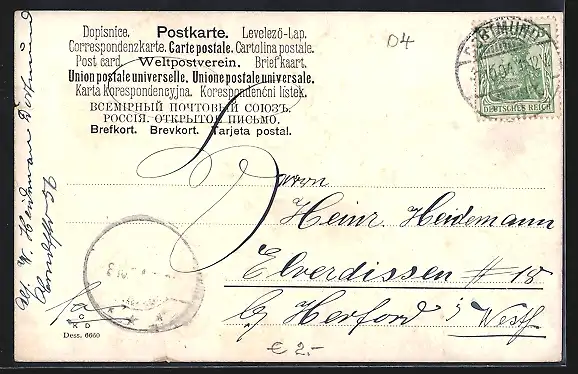 Dopisnice. Postkarte. Levelező-Lap.
Correspondenzkarte. Carte postale. Cartolina postale.
Post card. Weltpostverein. Briefkaart.
Union postale universelle. Unione postale universale.
Karta korespondencyjna. Korespondenční listek.
ВСЕМІРНЫЙ ПОЧТОВЫЙ СОЮЗЪ.
РОССІЯ. ОТКРЫТОЕ ПИСЬМО.
Brefkort. Brevkort. Tarjeta postal.
04
DORTMUND
DEUTSCHES REICH
Herrn
Heinr. Heidemann
Elverdissen # 18
b/ Herford i/ Westf
Dess. 6660
€ 2.-